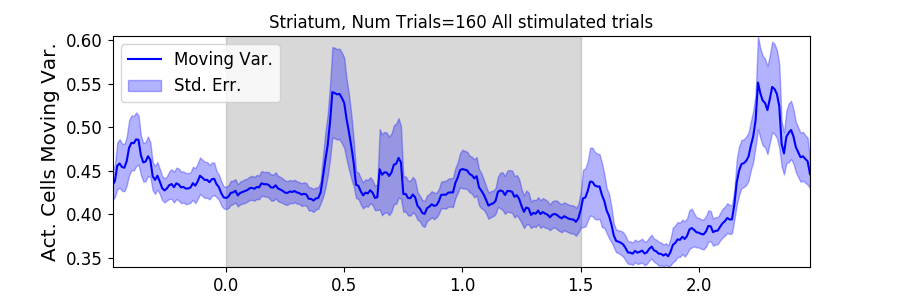 Striatum, Num Trials=160 All stimulated trials
Act. Cells Moving Var.
0.60
0.55
0.50
0.45
0.40
0.35
Moving Var.
Std. Err.
0.0 0.5 1.0 1.5 2.0